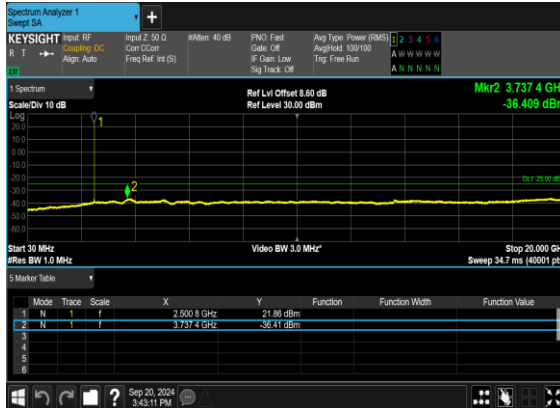 Spectrum Analyzer 1
Swept SA
+
KEYSIGHT Input: RF Input Z: 50 Ω #Atten: 40 dB PNO: Fast Avg Type: Power (RMS) 1 2 3 4 5 6
R T Coupling: DC Corr CCorr Gate: Off Avg|Hold: 100/100 A W W W W W
Align: Auto Freq Ref: Int (S) IF Gain: Low Trig: Free Run
Sig Track: Off A N N N N N
LXI
1 Spectrum Ref Lvl Offset 8.60 dB Mkr2 3.737 4 GH
Scale/Div 10 dB Ref Level 30.00 dBm -36.409 dBm
Log
1
20.0
10.0
0.00
-10.0
-20.0
DL1 -25.00 dB
2
-30.0
-40.0
-50.0
-60.0
Start 30 MHz Video BW 3.0 MHz* Stop 20.000 GH
#Res BW 1.0 MHz Sweep 34.7 ms (40001 pt
5 Marker Table
Mode Trace Scale X Y Function Function Width Function Value
1 N 1 f 2.500 8 GHz 21.86 dBm
2 N 1 f 3.737 4 GHz -36.41 dBm
3
4
5
6
? Sep 20, 2024
3:43:11 PM